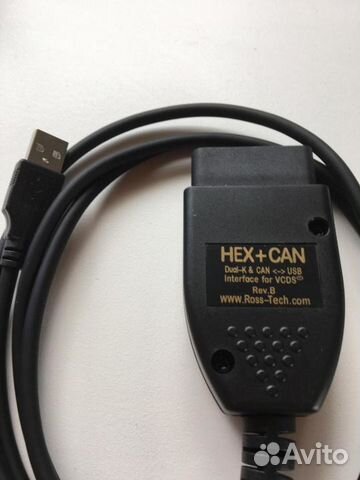 HEX+CAN
Dual-K & CAN <-> USB
Interface for VCDS©
Rev.B
www.Ross-Tech.com
Avito